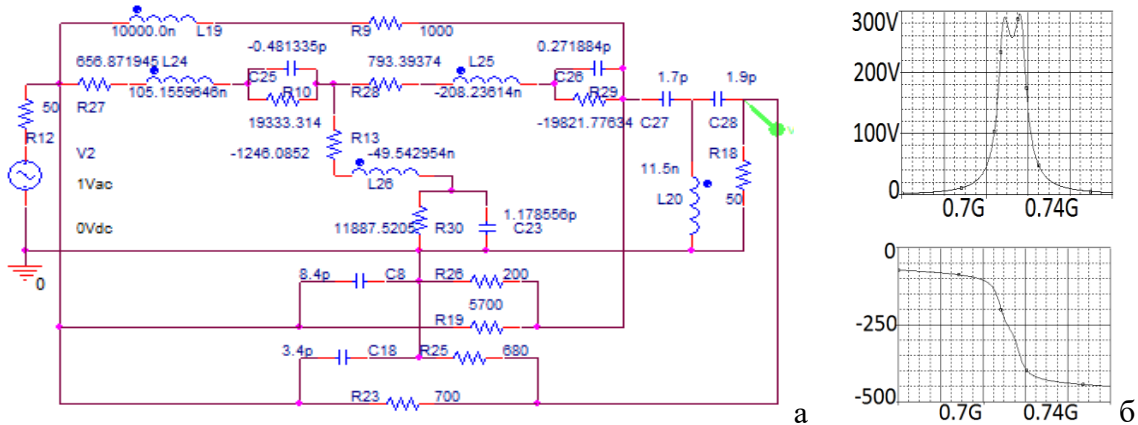 10000.0n L19
R9 1000
656.871945 L24
-0.481335p
793.39374 L25
0.271884p
C25
C26
1.7p 1.9p
50 R27
105.1559646n
R10
R28
-208.23614n
R29
C27 C28
R12
19333.314
R13
-19821.77634
V2
-1246.0852
-49.542954n
11.5n R18
1Vac
L26
L20 50
1.178556p
0Vdc
11887.5205 R30 C23
0
8.4p C8 R26 200
5700
R19
3.4p C18 R25 680
R23 700
а
300V
200V
100V
0
0.7G 0.74G
0
-250
-500
0.7G 0.74G
б